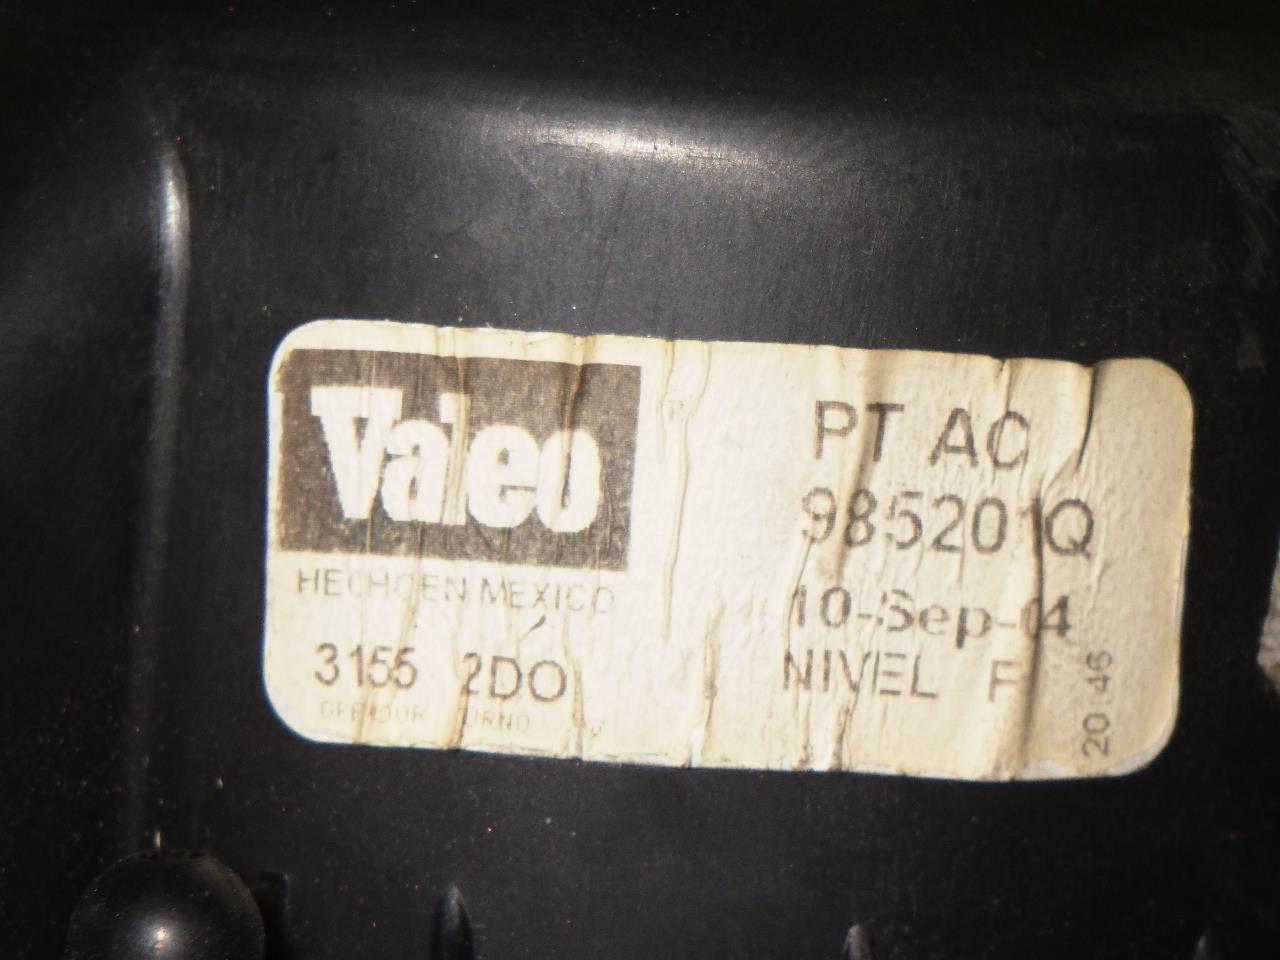 Valeo
HECHO EN MEXICO
3155 2DO
PT AC
985201Q
10-Sep-04
NIVEL F
20:46